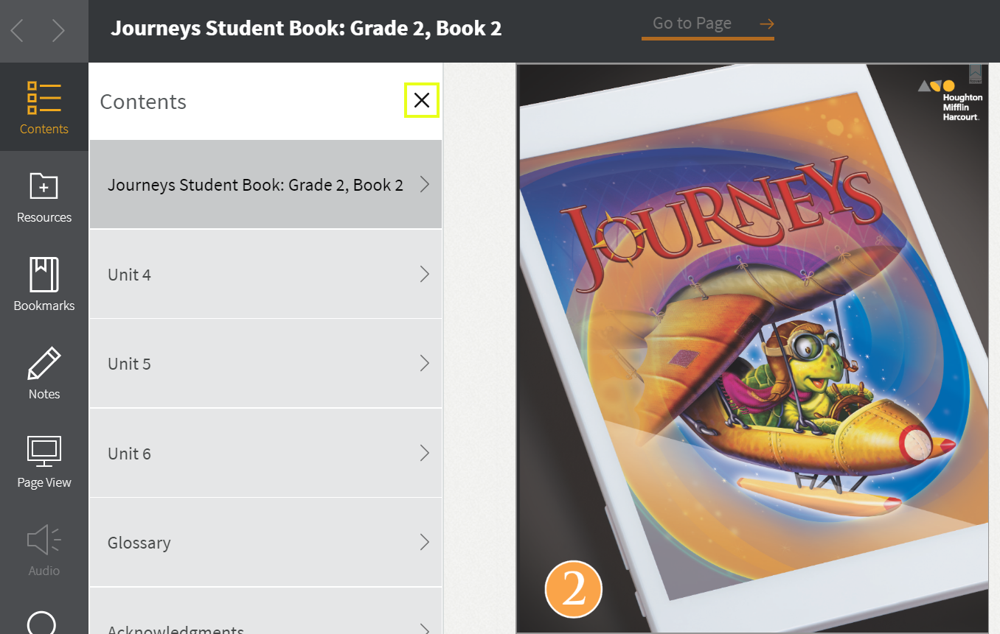 Journeys Student Book: Grade 2, Book 2
Go to Page
Contents
Resources
Bookmarks
Notes
Page View
Audio
Contents
Journeys Student Book: Grade 2, Book 2
Unit 4
Unit 5
Unit 6
Glossary
Acknowledgments
Houghton
Mifflin
Harcourt
JOURNEYS
2